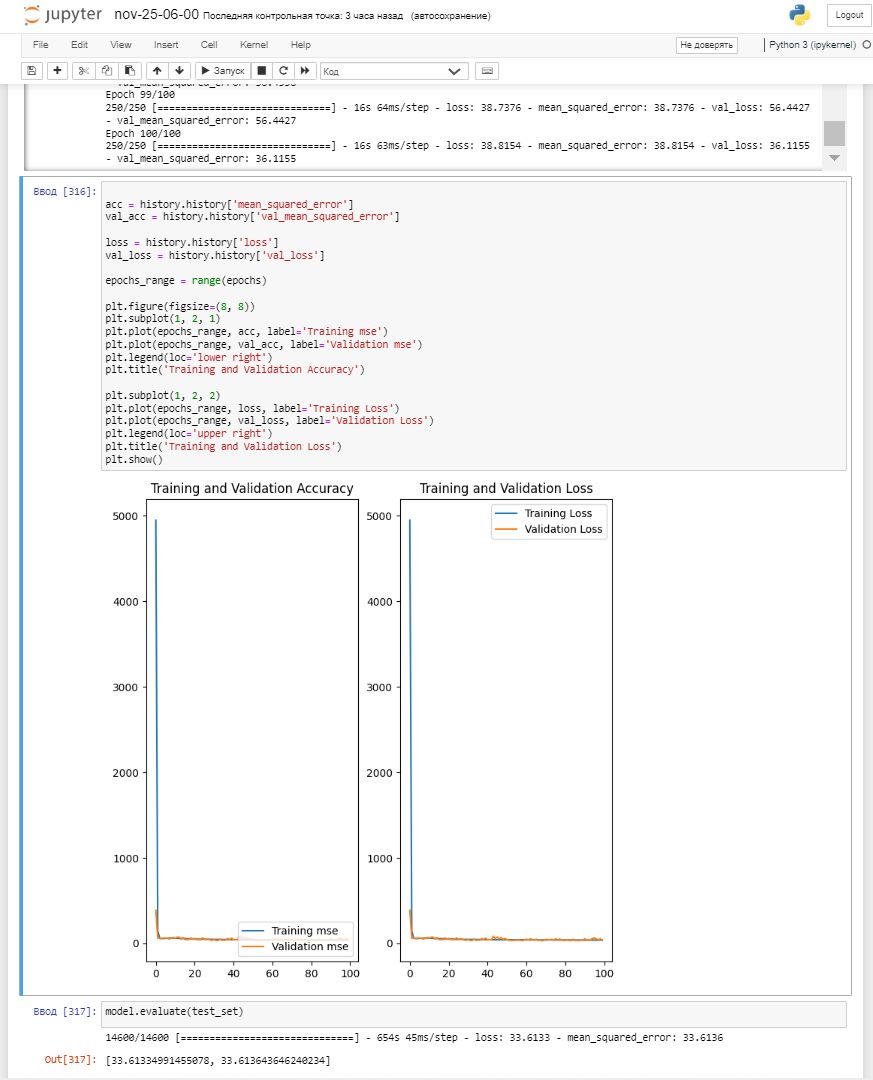 jupyter nov-25-06-00 Последняя контрольная точка: 3 часа назад (автосохранение)
Logout
File Edit View Insert Cell Kernel Help
Не доверять
Python 3 (ipykernel)
Запуск
Код
Epoch 99/100
250/250 [==============================] - 16s 64ms/step - loss: 38.7376 - mean_squared_error: 38.7376 - val_loss: 56.4427
- val_mean_squared_error: 56.4427
Epoch 100/100
250/250 [==============================] - 16s 63ms/step - loss: 38.8154 - mean_squared_error: 38.8154 - val_loss: 36.1155
- val_mean_squared_error: 36.1155
Ввод [316]:
acc = history.history['mean_squared_error']
val_acc = history.history['val_mean_squared_error']
loss = history.history['loss']
val_loss = history.history['val_loss']
epochs_range = range(epochs)
plt.figure(figsize=(8, 8))
plt.subplot(1, 2, 1)
plt.plot(epochs_range, acc, label='Training mse')
plt.plot(epochs_range, val_acc, label='Validation mse')
plt.legend(loc='lower right')
plt.title('Training and Validation Accuracy')
plt.subplot(1, 2, 2)
plt.plot(epochs_range, loss, label='Training Loss')
plt.plot(epochs_range, val_loss, label='Validation Loss')
plt.legend(loc='upper right')
plt.title('Training and Validation Loss')
plt.show()
Training and Validation Accuracy
5000
4000
3000
2000
1000
0
Training mse
Validation mse
0 20 40 60 80 100
Training and Validation Loss
Training Loss
Validation Loss
5000
4000
3000
2000
1000
0
0 20 40 60 80 100
Ввод [317]: model.evaluate(test_set)
14600/14600 [==============================] - 654s 45ms/step - loss: 33.6133 - mean_squared_error: 33.6136
Out[317]: [33.61334991455078, 33.613643646240234]